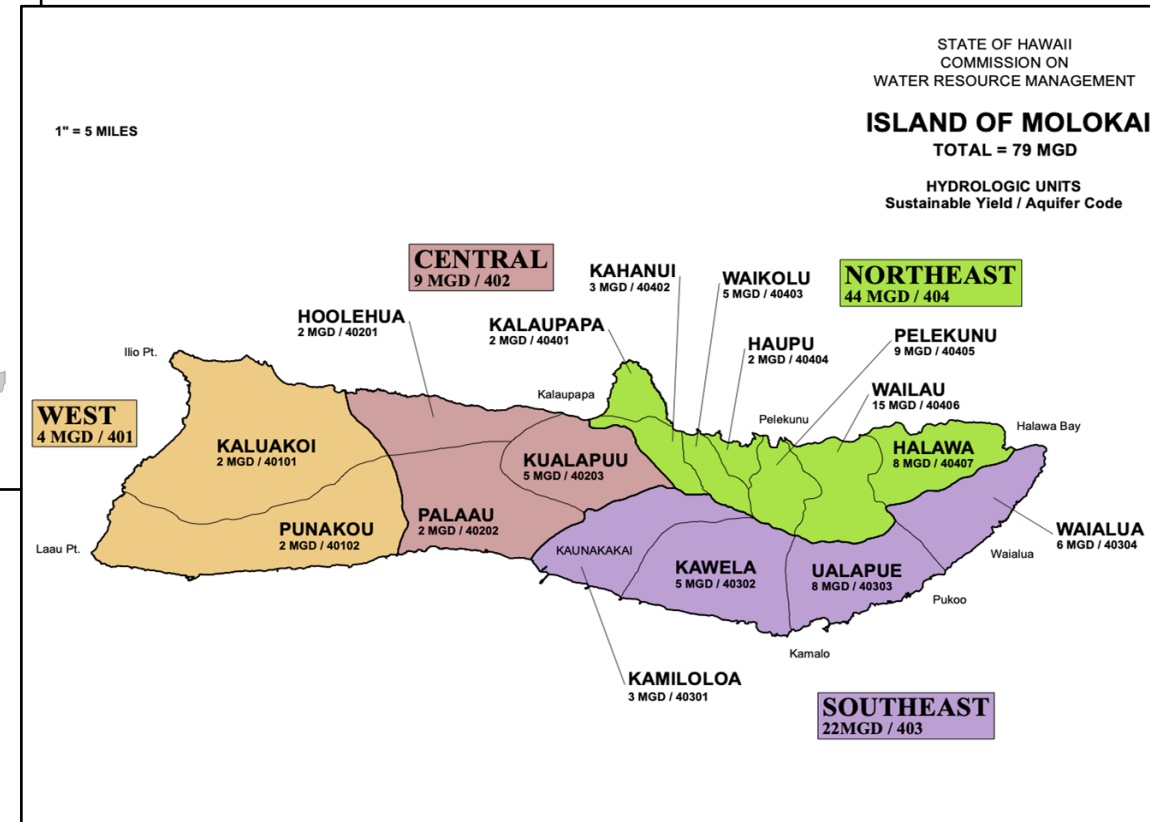 STATE OF HAWAII
COMMISSION ON
WATER RESOURCE MANAGEMENT
1" = 5 MILES
ISLAND OF MOLOKAI
TOTAL = 79 MGD
HYDROLOGIC UNITS
Sustainable Yield / Aquifer Code
CENTRAL
9 MGD / 402
KAHANUI
3 MGD / 40402
WAIKOLU
5 MGD / 40403
NORTHEAST
44 MGD / 404
HOOLEHUA
2 MGD / 40201
KALAUPAPA
2 MGD / 40401
HAUPU
2 MGD / 40404
PELEKUNU
9 MGD / 40405
Ilio Pt.
Kalaupapa
WAILAU
15 MGD / 40406
WEST
4 MGD / 401
Pelekunu
Halawa Bay
KALUAKOI
2 MGD / 40101
KUALAPUU
5 MGD / 40203
HALAWA
8 MGD / 40407
PUNAKOU
2 MGD / 40102
PALAAU
2 MGD / 40202
WAIALUA
6 MGD / 40304
Laau Pt.
KAUNAKAKAI
Waialua
KAWELA
5 MGD / 40302
UALAPUE
8 MGD / 40303
Pukoo
Kamalo
KAMILOLOA
3 MGD / 40301
SOUTHEAST
22MGD / 403